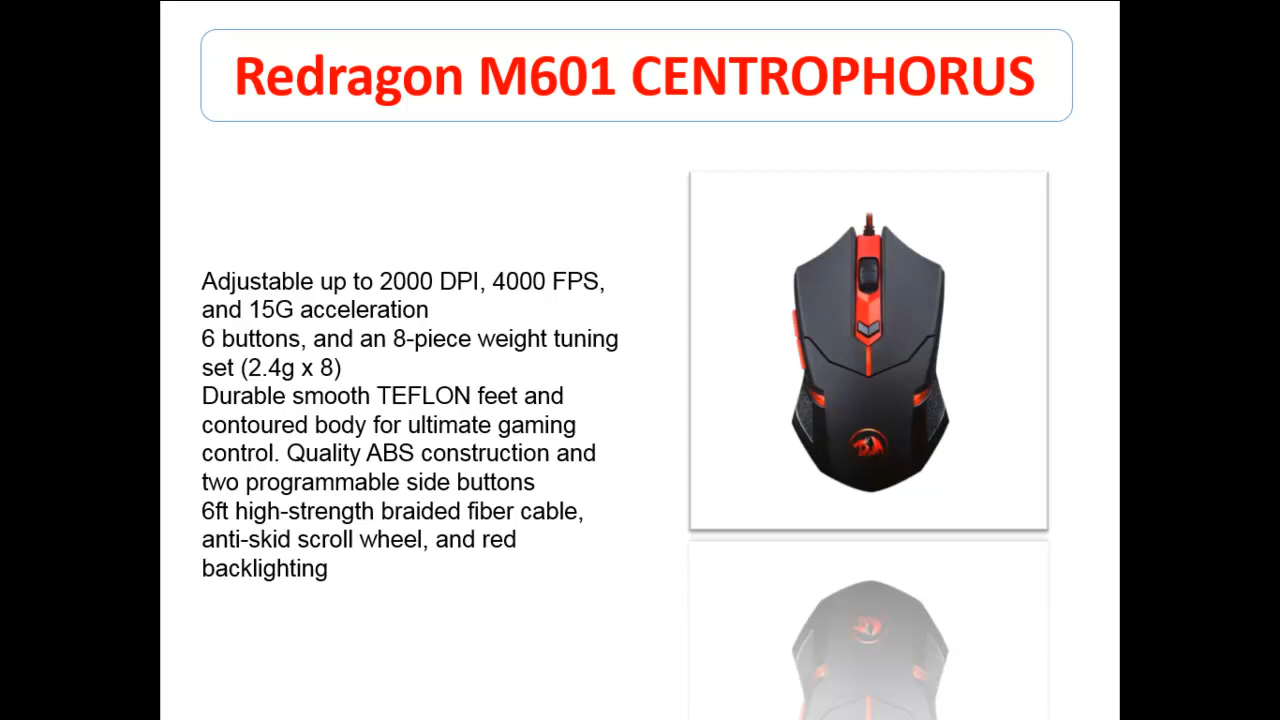 Redragon M601 CENTROPHORUS
Adjustable up to 2000 DPI, 4000 FPS,
and 15G acceleration
6 buttons, and an 8-piece weight tuning
set (2.4g x 8)
Durable smooth TEFLON feet and
contoured body for ultimate gaming
control. Quality ABS construction and
two programmable side buttons
6ft high-strength braided fiber cable,
anti-skid scroll wheel, and red
backlighting